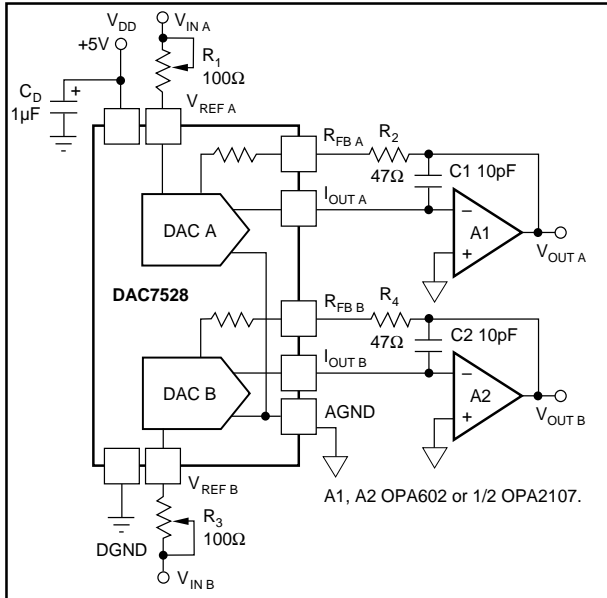 V_DD
+5V
V_IN A
R_1
100Ω
C_D
+
1µF
V_REF A
R_FB A
R_2
47Ω
C1 10pF
I_OUT A
DAC A
−
A1
+
V_OUT A
DAC7528
R_FB B
R_4
47Ω
C2 10pF
I_OUT B
DAC B
−
A2
+
V_OUT B
AGND
V_REF B
A1, A2 OPA602 or 1/2 OPA2107.
DGND
R_3
100Ω
V_IN B